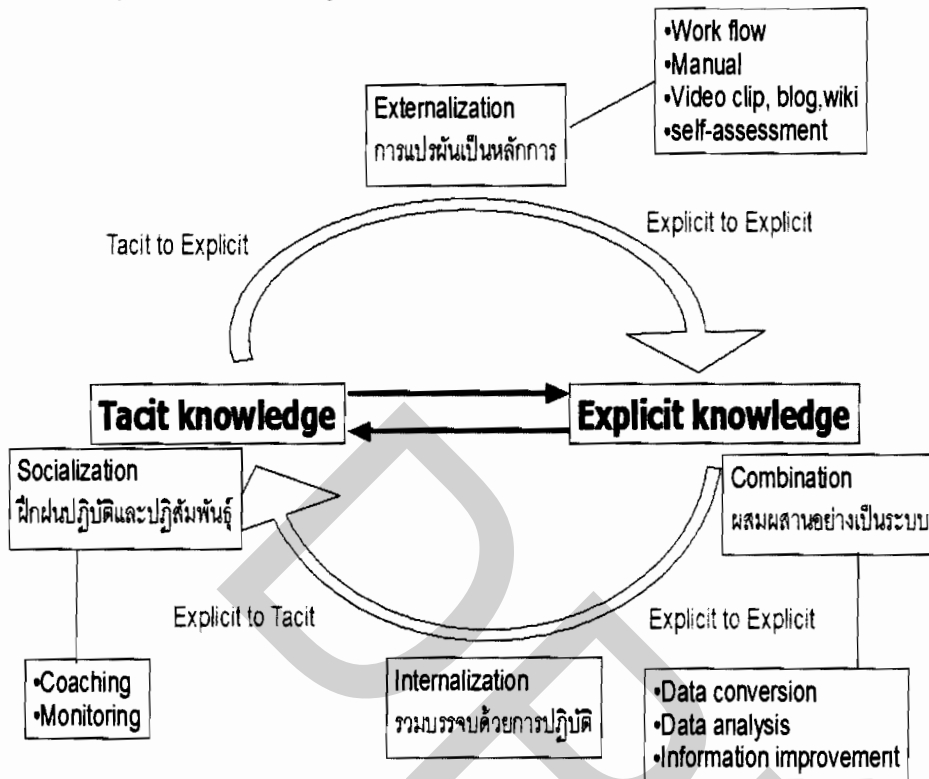 •Work flow
•Manual
•Video clip, blog,wiki
•self-assessment
Externalization
การแปรผันเป็นหลักการ
Tacit to Explicit
Explicit to Explicit
Tacit knowledge
Explicit knowledge
Socialization
ฝึกฝนปฏิบัติและปฏิสัมพันธุ์
Combination
ผสมผสานอย่างเป็นระบบ
Explicit to Tacit
Explicit to Explicit
•Coaching
•Monitoring
Internalization
รวมบรรจบด้วยการปฏิบัติ
•Data conversion
•Data analysis
•Information improvement